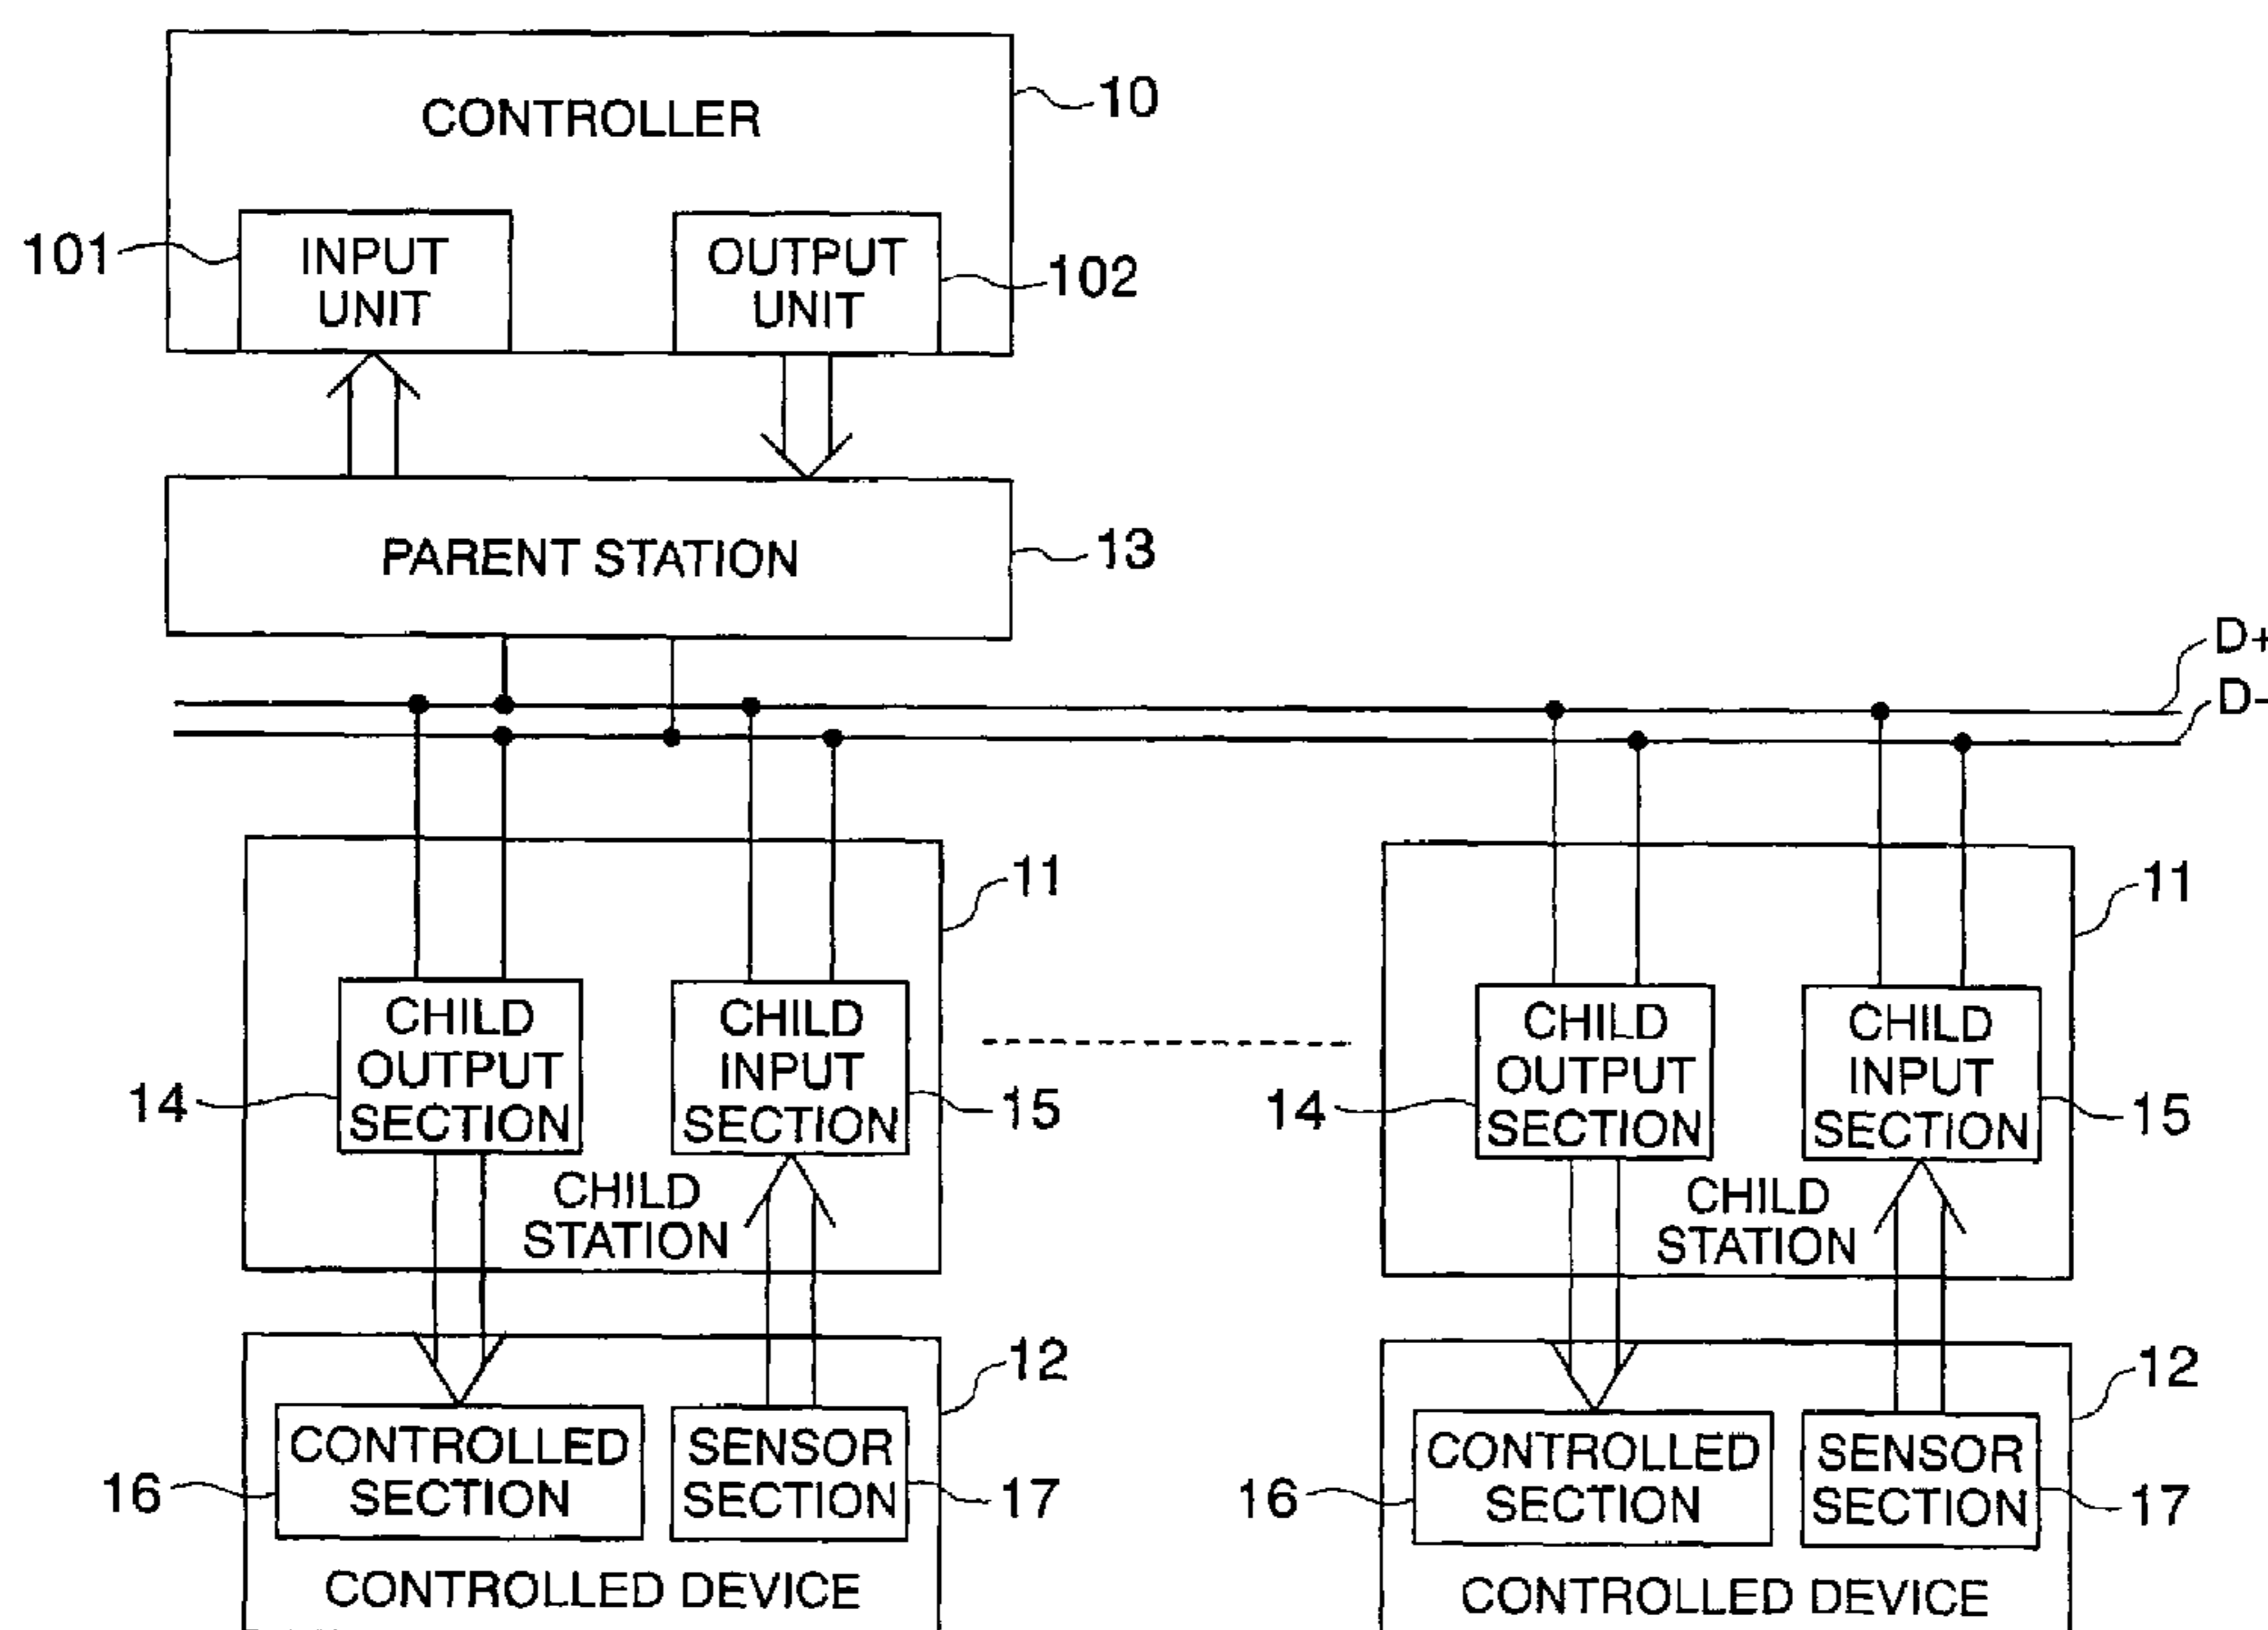 CONTROLLER
10
101
INPUT
UNIT
OUTPUT
UNIT
102
PARENT STATION
13
D+
D-
11
11
14
CHILD
OUTPUT
SECTION
CHILD
INPUT
SECTION
15
CHILD
STATION
14
CHILD
OUTPUT
SECTION
CHILD
INPUT
SECTION
15
CHILD
STATION
12
16
CONTROLLED
SECTION
SENSOR
SECTION
17
CONTROLLED DEVICE
12
16
CONTROLLED
SECTION
SENSOR
SECTION
17
CONTROLLED DEVICE